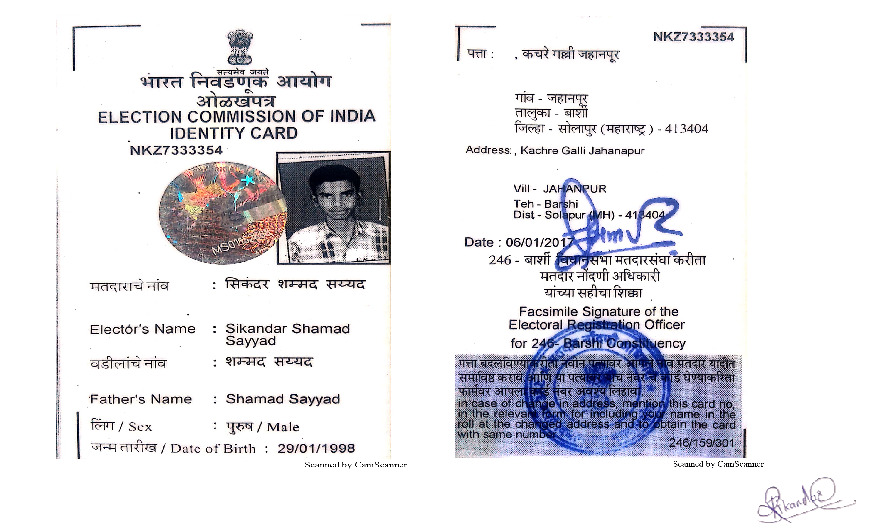 सत्यमेव जयते
भारत निवडणूक आयोग
ओळखपत्र
ELECTION COMMISSION OF INDIA
IDENTITY CARD
NKZ7333354
मतदाराचे नांव : सिकंदर शम्मद सय्यद
Elector's Name : Sikandar Shamad
Sayyad
वडीलांचे नांव : शम्मद सय्यद
Father's Name : Shamad Sayyad
लिंग / Sex : पुरुष / Male
जन्म तारीख / Date of Birth : 29/01/1998
Scanned by CamScanner
NKZ7333354
पत्ता : , कचरे गाल्ली जहानपूर
गांव - जहानपूर
तालुका - बार्शी
जिल्हा - सोलापूर ( महाराष्ट्र ) - 413404
Address: , Kachre Galli Jahanapur
Vill - JAHANPUR
Teh - Barshi
Dist - Solapur (MH) - 413404
Date : 06/01/2017
246 - बार्शी विधानसभा मतदारसंघा करीता
मतदार नोंदणी अधिकारी
यांच्या सहीचा शिक्का
Facsimile Signature of the
Electoral Registration Officer
for 246- Barshi Constituency
In case of change in address, mention this card no.
in the relevant form for including your name in the
roll at the changed address and to obtain the card
with same number.
246/159/301
Scanned by CamScanner
Sikandar